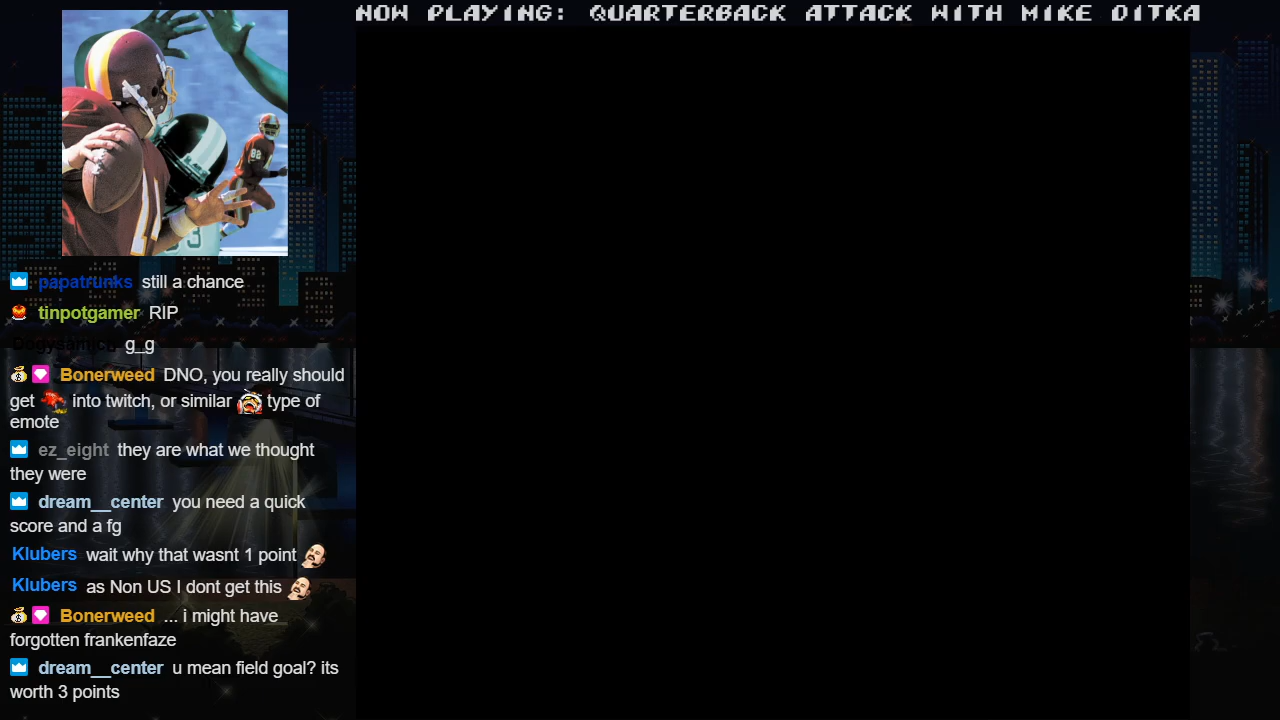 NOW PLAYING: QUARTERBACK ATTACK WITH MIKE DITKA
82
papatrunks still a chance
tinpotgamer RIP
g_g
Bonerweed DNO, you really should
get into twitch, or similar type of
emote
ez_eight they are what we thought
they were
dream__center you need a quick
score and a fg
Klubers wait why that wasnt 1 point
Klubers as Non US I dont get this
Bonerweed ... i might have
forgotten frankenfaze
dream__center u mean field goal? its
worth 3 points